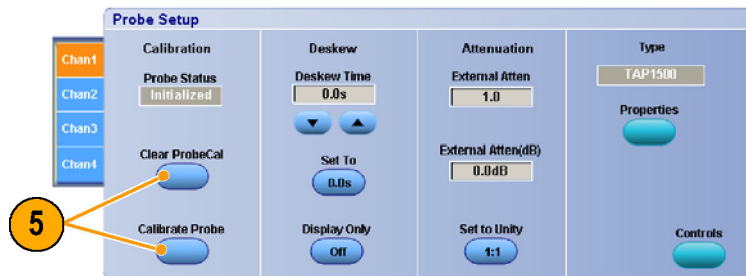 Probe Setup
Chan1
Chan2
Chan3
Chan4
Calibration
Probe Status
Initialized
Clear ProbeCal
Calibrate Probe
5
Deskew
Deskew Time
0.0s
Set To
0.0s
Display Only
Off
Attenuation
External Atten
1.0
External Atten(dB)
0.0dB
Set to Unity
1:1
Type
TAP1500
Properties
Controls